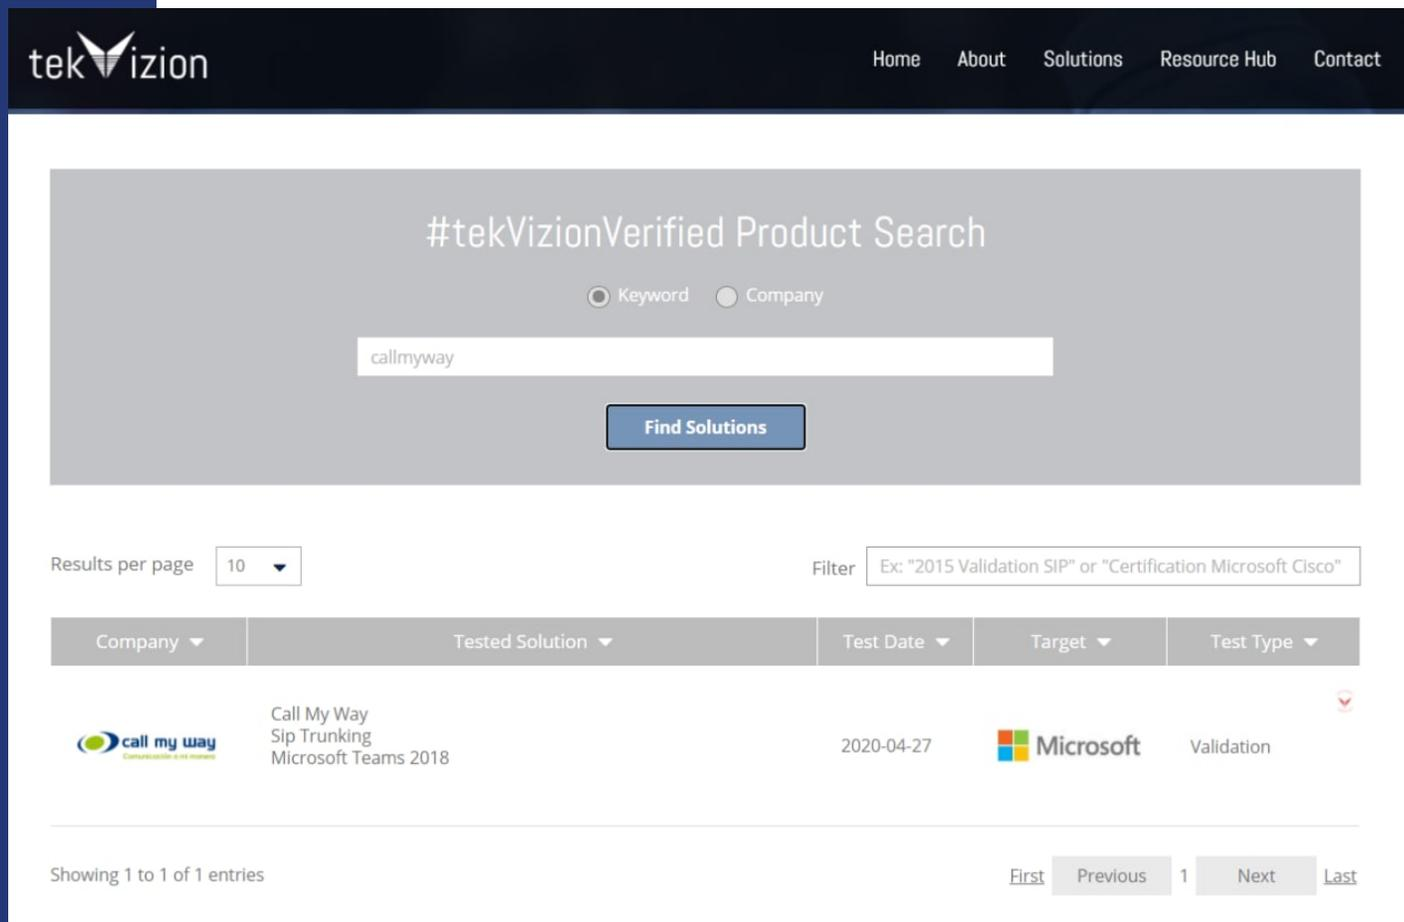 tekVizion
Home About Solutions Resource Hub Contact
#tekVizionVerified Product Search
Keyword Company
callmyway
Find Solutions
Results per page 10
Filter Ex: "2015 Validation SIP" or "Certification Microsoft Cisco"
Company Tested Solution Test Date Target Test Type
call my way
Comunicación a mi manera
Call My Way
Sip Trunking
Microsoft Teams 2018
2020-04-27
Microsoft
Validation
Showing 1 to 1 of 1 entries
First Previous 1 Next Last